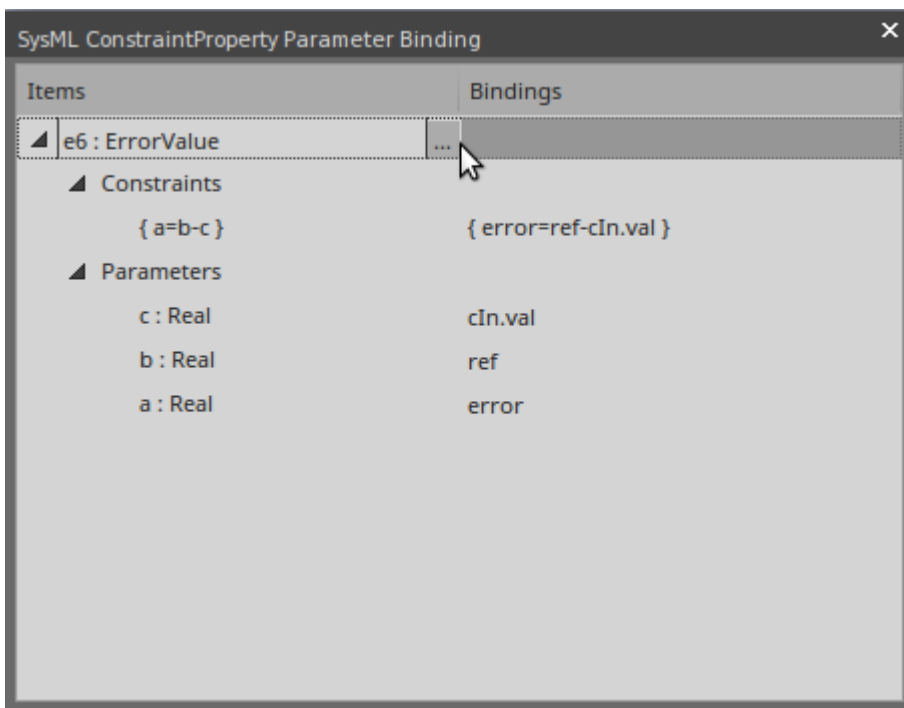 SysML ConstraintProperty Parameter Binding
Items Bindings
e6 : ErrorValue ...
Constraints
{ a=b-c } { error=ref-cIn.val }
Parameters
c : Real cIn.val
b : Real ref
a : Real error